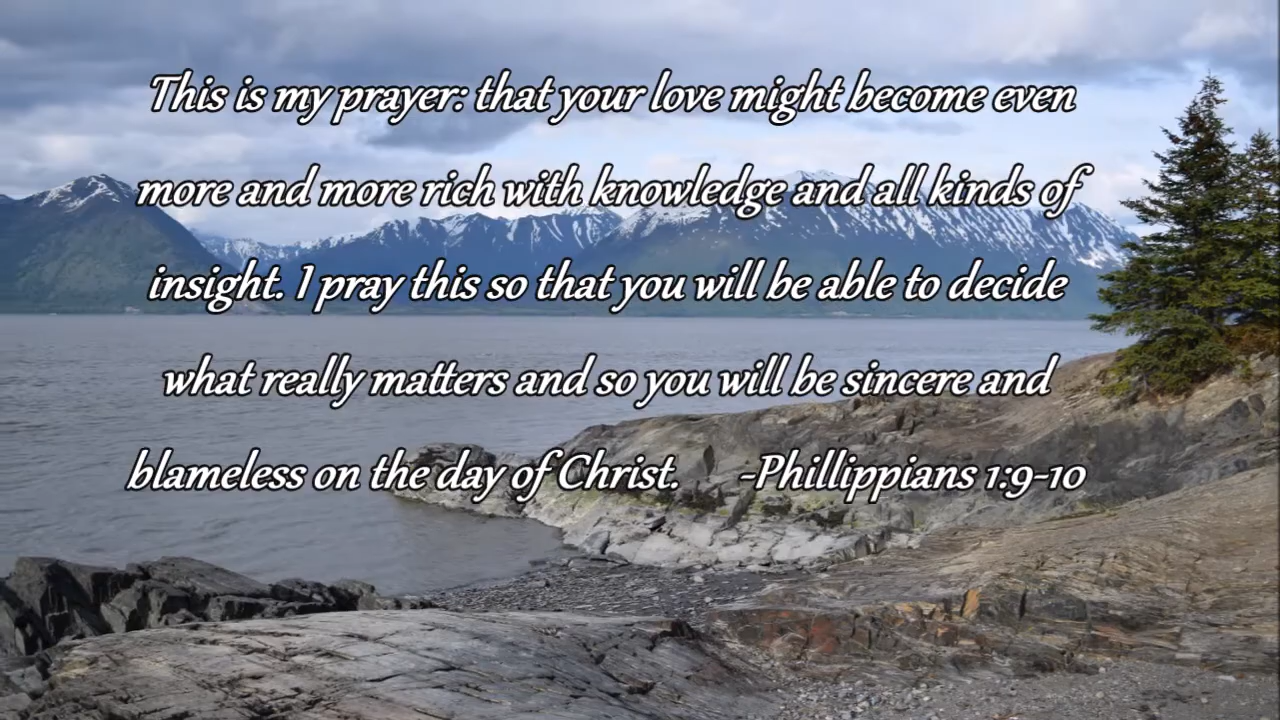 This is my prayer: that your love might become even
more and more rich with knowledge and all kinds of
insight. I pray this so that you will be able to decide
what really matters and so you will be sincere and
blameless on the day of Christ. -Phillippians 1:9-10